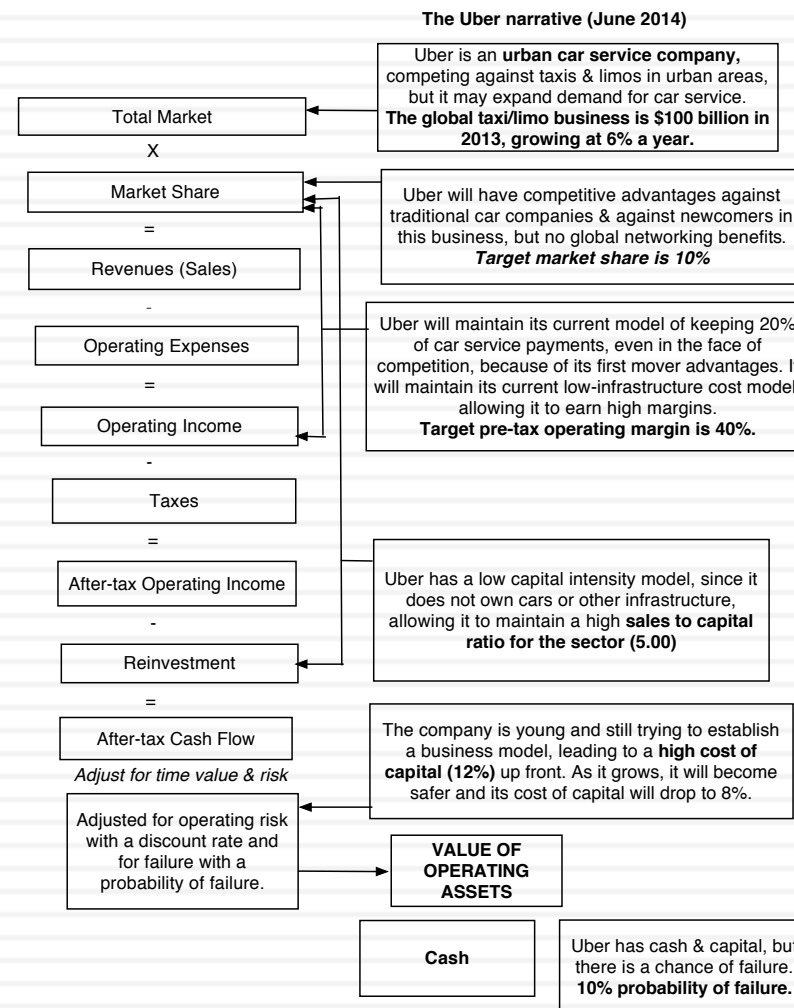 The Uber narrative (June 2014)
Uber is an urban car service company,
competing against taxis & limos in urban areas,
but it may expand demand for car service.
The global taxi/limo business is $100 billion in
2013, growing at 6% a year.
Total Market
X
Market Share
Uber will have competitive advantages against
traditional car companies & against newcomers in
this business, but no global networking benefits.
Target market share is 10%
=
Revenues (Sales)
-
Operating Expenses
Uber will maintain its current model of keeping 20%
of car service payments, even in the face of
competition, because of its first mover advantages.
will maintain its current low-infrastructure cost model
allowing it to earn high margins.
Target pre-tax operating margin is 40%.
=
Operating Income
-
Taxes
=
After-tax Operating Income
Uber has a low capital intensity model, since it
does not own cars or other infrastructure,
allowing it to maintain a high sales to capital
ratio for the sector (5.00)
-
Reinvestment
=
After-tax Cash Flow
The company is young and still trying to establish
a business model, leading to a high cost of
capital (12%) up front. As it grows, it will become
safer and its cost of capital will drop to 8%.
Adjust for time value & risk
Adjusted for operating risk
with a discount rate and
for failure with a
probability of failure.
VALUE OF
OPERATING
ASSETS
Cash
Uber has cash & capital, but
there is a chance of failure.
10% probability of failure.